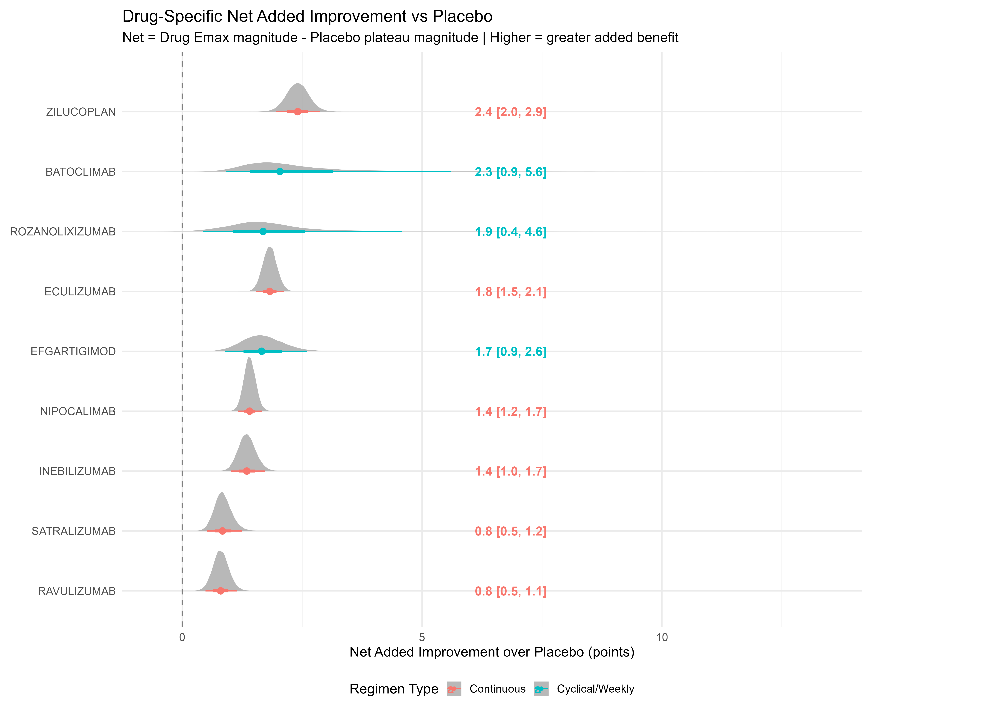 Drug-Specific Net Added Improvement vs Placebo
Net = Drug Emax magnitude - Placebo plateau magnitude | Higher = greater added benefit
ZILUCOPLAN 2.4 [2.0, 2.9]
BATOCLIMAB 2.3 [0.9, 5.6]
ROZANOLIXIZUMAB 1.9 [0.4, 4.6]
ECULIZUMAB 1.8 [1.5, 2.1]
EFGARTIGIMOD 1.7 [0.9, 2.6]
NIPOCALIMAB 1.4 [1.2, 1.7]
INEBILIZUMAB 1.4 [1.0, 1.7]
SATRALIZUMAB 0.8 [0.5, 1.2]
RAVULIZUMAB 0.8 [0.5, 1.1]
0 5 10
Net Added Improvement over Placebo (points)
Regimen Type a Continuous a Cyclical/Weekly